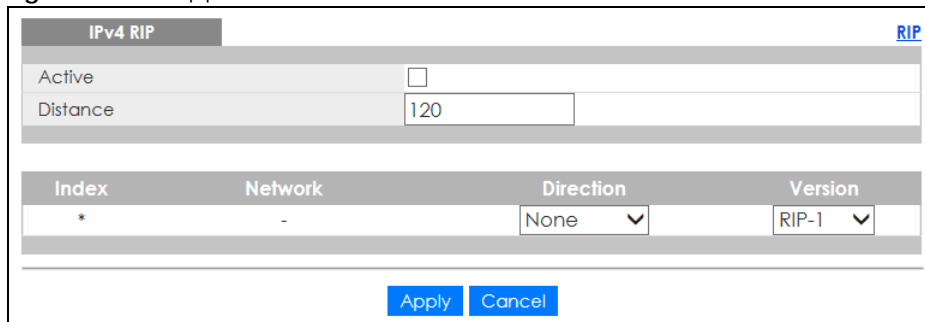 IPv4 RIP RIP
Active
Distance 120
Index Network Direction Version
* - None RIP-1
Apply Cancel